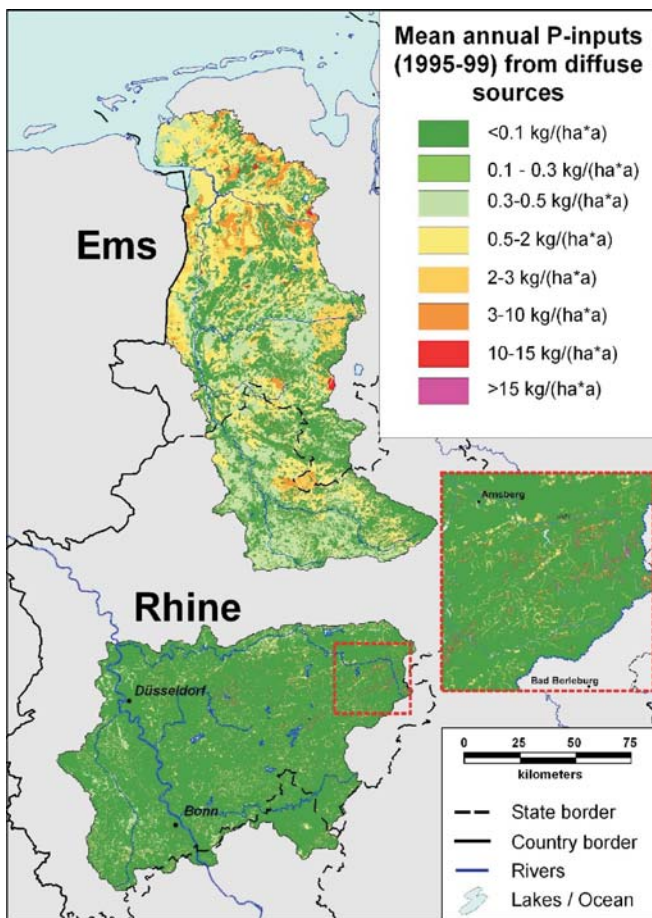 Mean annual P-inputs
(1995-99) from diffuse
sources
<0.1 kg/(ha*a)
0.1 - 0.3 kg/(ha*a)
0.3-0.5 kg/(ha*a)
0.5-2 kg/(ha*a)
2-3 kg/(ha*a)
3-10 kg/(ha*a)
10-15 kg/(ha*a)
>15 kg/(ha*a)
Ems
Arnsberg
Rhine
Bad Berleburg
Düsseldorf
Bonn
0 25 50 75
kilometers
State border
Country border
Rivers
Lakes / Ocean